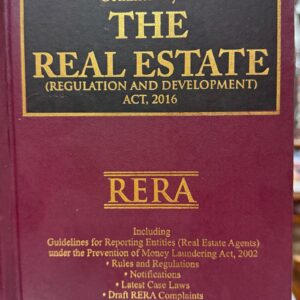 THE
REAL ESTATE
(REGULATION AND DEVELOPMENT)
ACT, 2016
RERA
Including
Guidelines for Reporting Entities (Real Estate Agents)
under the Prevention of Money Laundering Act, 2002
• Rules and Regulations
• Notifications
• Latest Case Laws
• Draft RERA Complaints